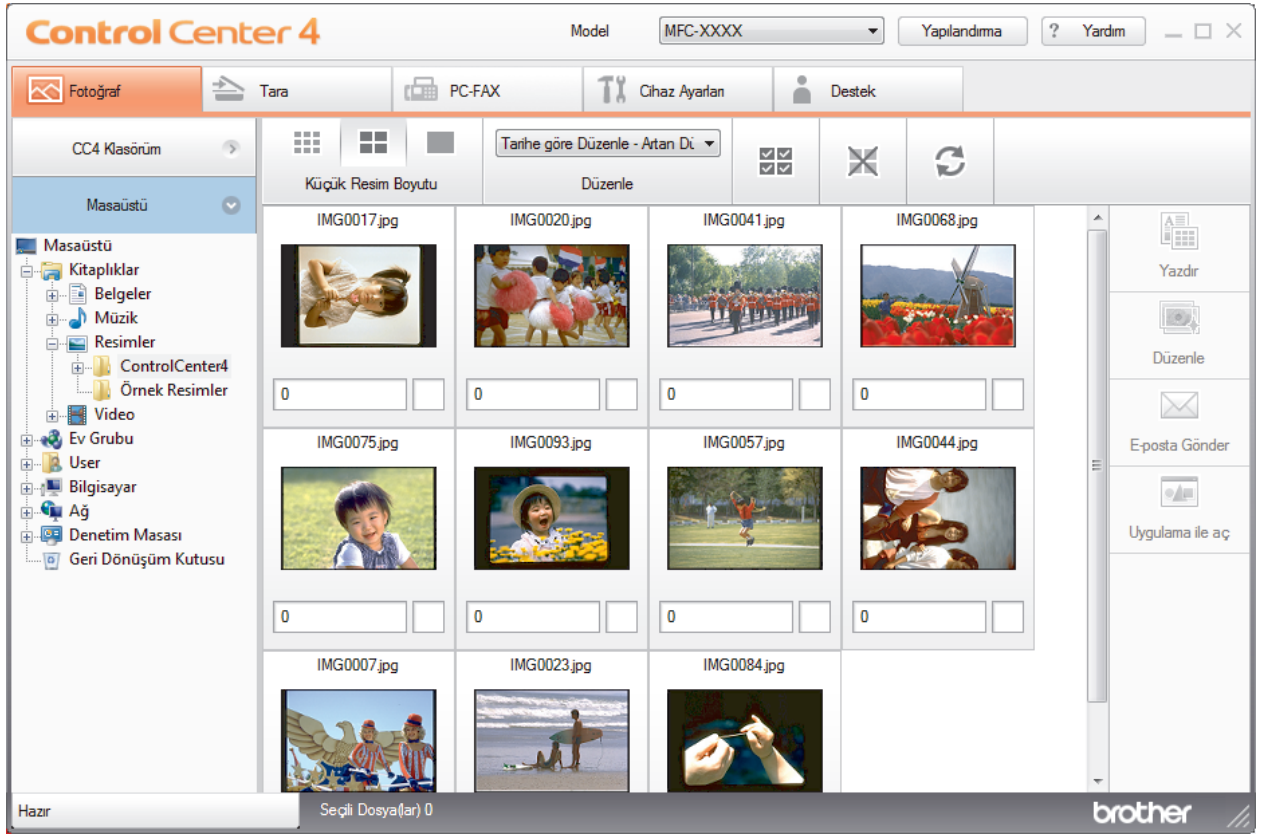 Control Center 4
Model
MFC-XXXX
Yapılandırma
? Yardım
Fotoğraf
Tara
PC-FAX
Cihaz Ayarları
Destek
CC4 Klasörüm
Masaüstü
Küçük Resim Boyutu
Tarihe göre Düzenle - Artan Dü
Düzenle
Masaüstü
Kitaplıklar
Belgeler
Müzik
Resimler
ControlCenter4
Örnek Resimler
Video
Ev Grubu
User
Bilgisayar
Ağ
Denetim Masası
Geri Dönüşüm Kutusu
IMG0017.jpg
IMG0020.jpg
IMG0041.jpg
IMG0068.jpg
0
0
0
0
IMG0075.jpg
IMG0093.jpg
IMG0057.jpg
IMG0044.jpg
0
0
0
0
IMG0007.jpg
IMG0023.jpg
IMG0084.jpg
Yazdır
Düzenle
E-posta Gönder
Uygulama ile aç
Hazır
Seçili Dosya(lar) 0
brother